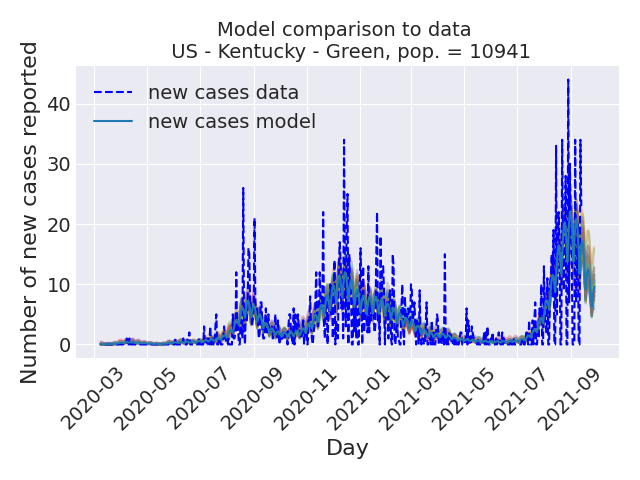 Model comparison to data
US - Kentucky - Green, pop. = 10941
Number of new cases reported
new cases data
new cases model
40
30
20
10
0
2020-03
2020-05
2020-07
2020-09
2020-11
2021-01
2021-03
2021-05
2021-07
2021-09
Day